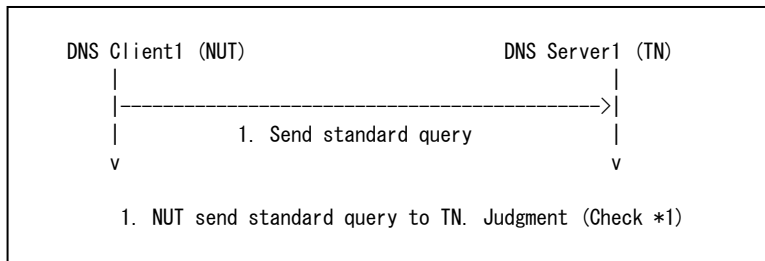 DNS Client1 (NUT) DNS Server1 (TN)
| |
|--------------------------------------------->|
| 1. Send standard query |
v v
1. NUT send standard query to TN. Judgment (Check *1)